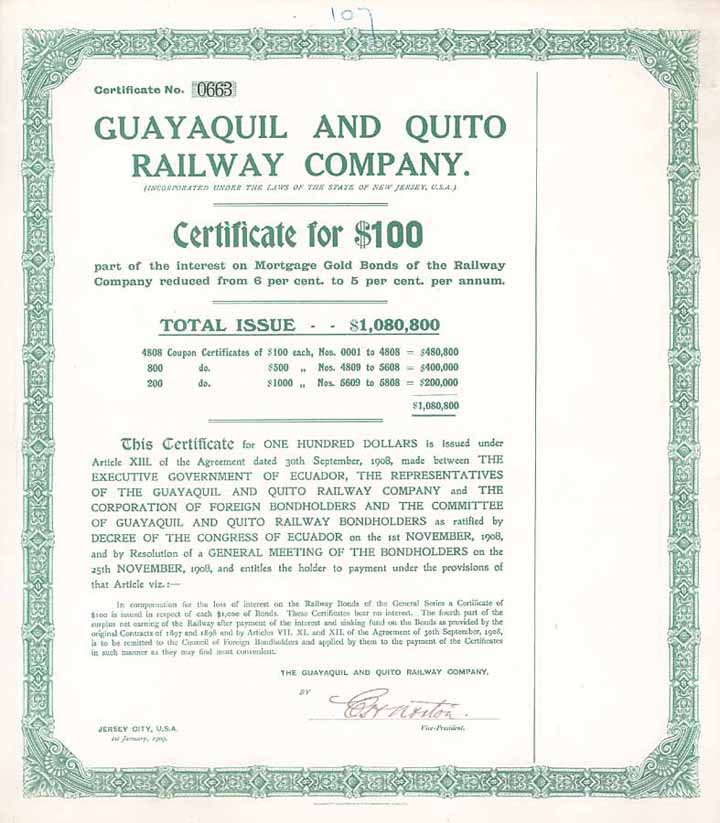 107
Certificate No. 0663
GUAYAQUIL AND QUITO
RAILWAY COMPANY.
(INCORPORATED UNDER THE LAWS OF THE STATE OF NEW JERSEY, U.S.A.)
Certificate for $100
part of the interest on Mortgage Gold Bonds of the Railway
Company reduced from 6 per cent. to 5 per cent. per annum.
TOTAL ISSUE - - $1,080,800
4808 Coupon Certificates of $100 each, Nos. 0001 to 4808 = $480,800
800 do. $500 „ Nos. 4809 to 5608 = $400,000
200 do. $1000 „ Nos. 5609 to 5808 = $200,000
$1,080,800
This Certificate for ONE HUNDRED DOLLARS is issued under
Article XIII. of the Agreement dated 30th September, 1908, made between THE
EXECUTIVE GOVERNMENT OF ECUADOR, THE REPRESENTATIVES
OF THE GUAYAQUIL AND QUITO RAILWAY COMPANY and THE
CORPORATION OF FOREIGN BONDHOLDERS AND THE COMMITTEE
OF GUAYAQUIL AND QUITO RAILWAY BONDHOLDERS as ratified by
DECREE OF THE CONGRESS OF ECUADOR on the 1st NOVEMBER, 1908,
and by Resolution of a GENERAL MEETING OF THE BONDHOLDERS on the
25th NOVEMBER, 1908, and entitles the holder to payment under the provisions of
that Article viz.:—
In compensation for the loss of interest on the Railway Bonds of the General Series a Certificate of
$100 is issued in respect of each $1,000 of Bonds. These Certificates bear no interest. The fourth part of the
surplus net earning of the Railway after payment of the interest and sinking fund on the Bonds as provided by the
original Contracts of 1897 and 1898 and by Articles VII, XI, and XII. of the Agreement of 30th September, 1908,
is to be remitted to the Council of Foreign Bondholders and applied by them to the payment of the Certificates
in such manner as they may find most convenient.
THE GUAYAQUIL AND QUITO RAILWAY COMPANY.
BY
Norton.
Vice-President.
JERSEY CITY, U.S.A.
1st January, 1909.